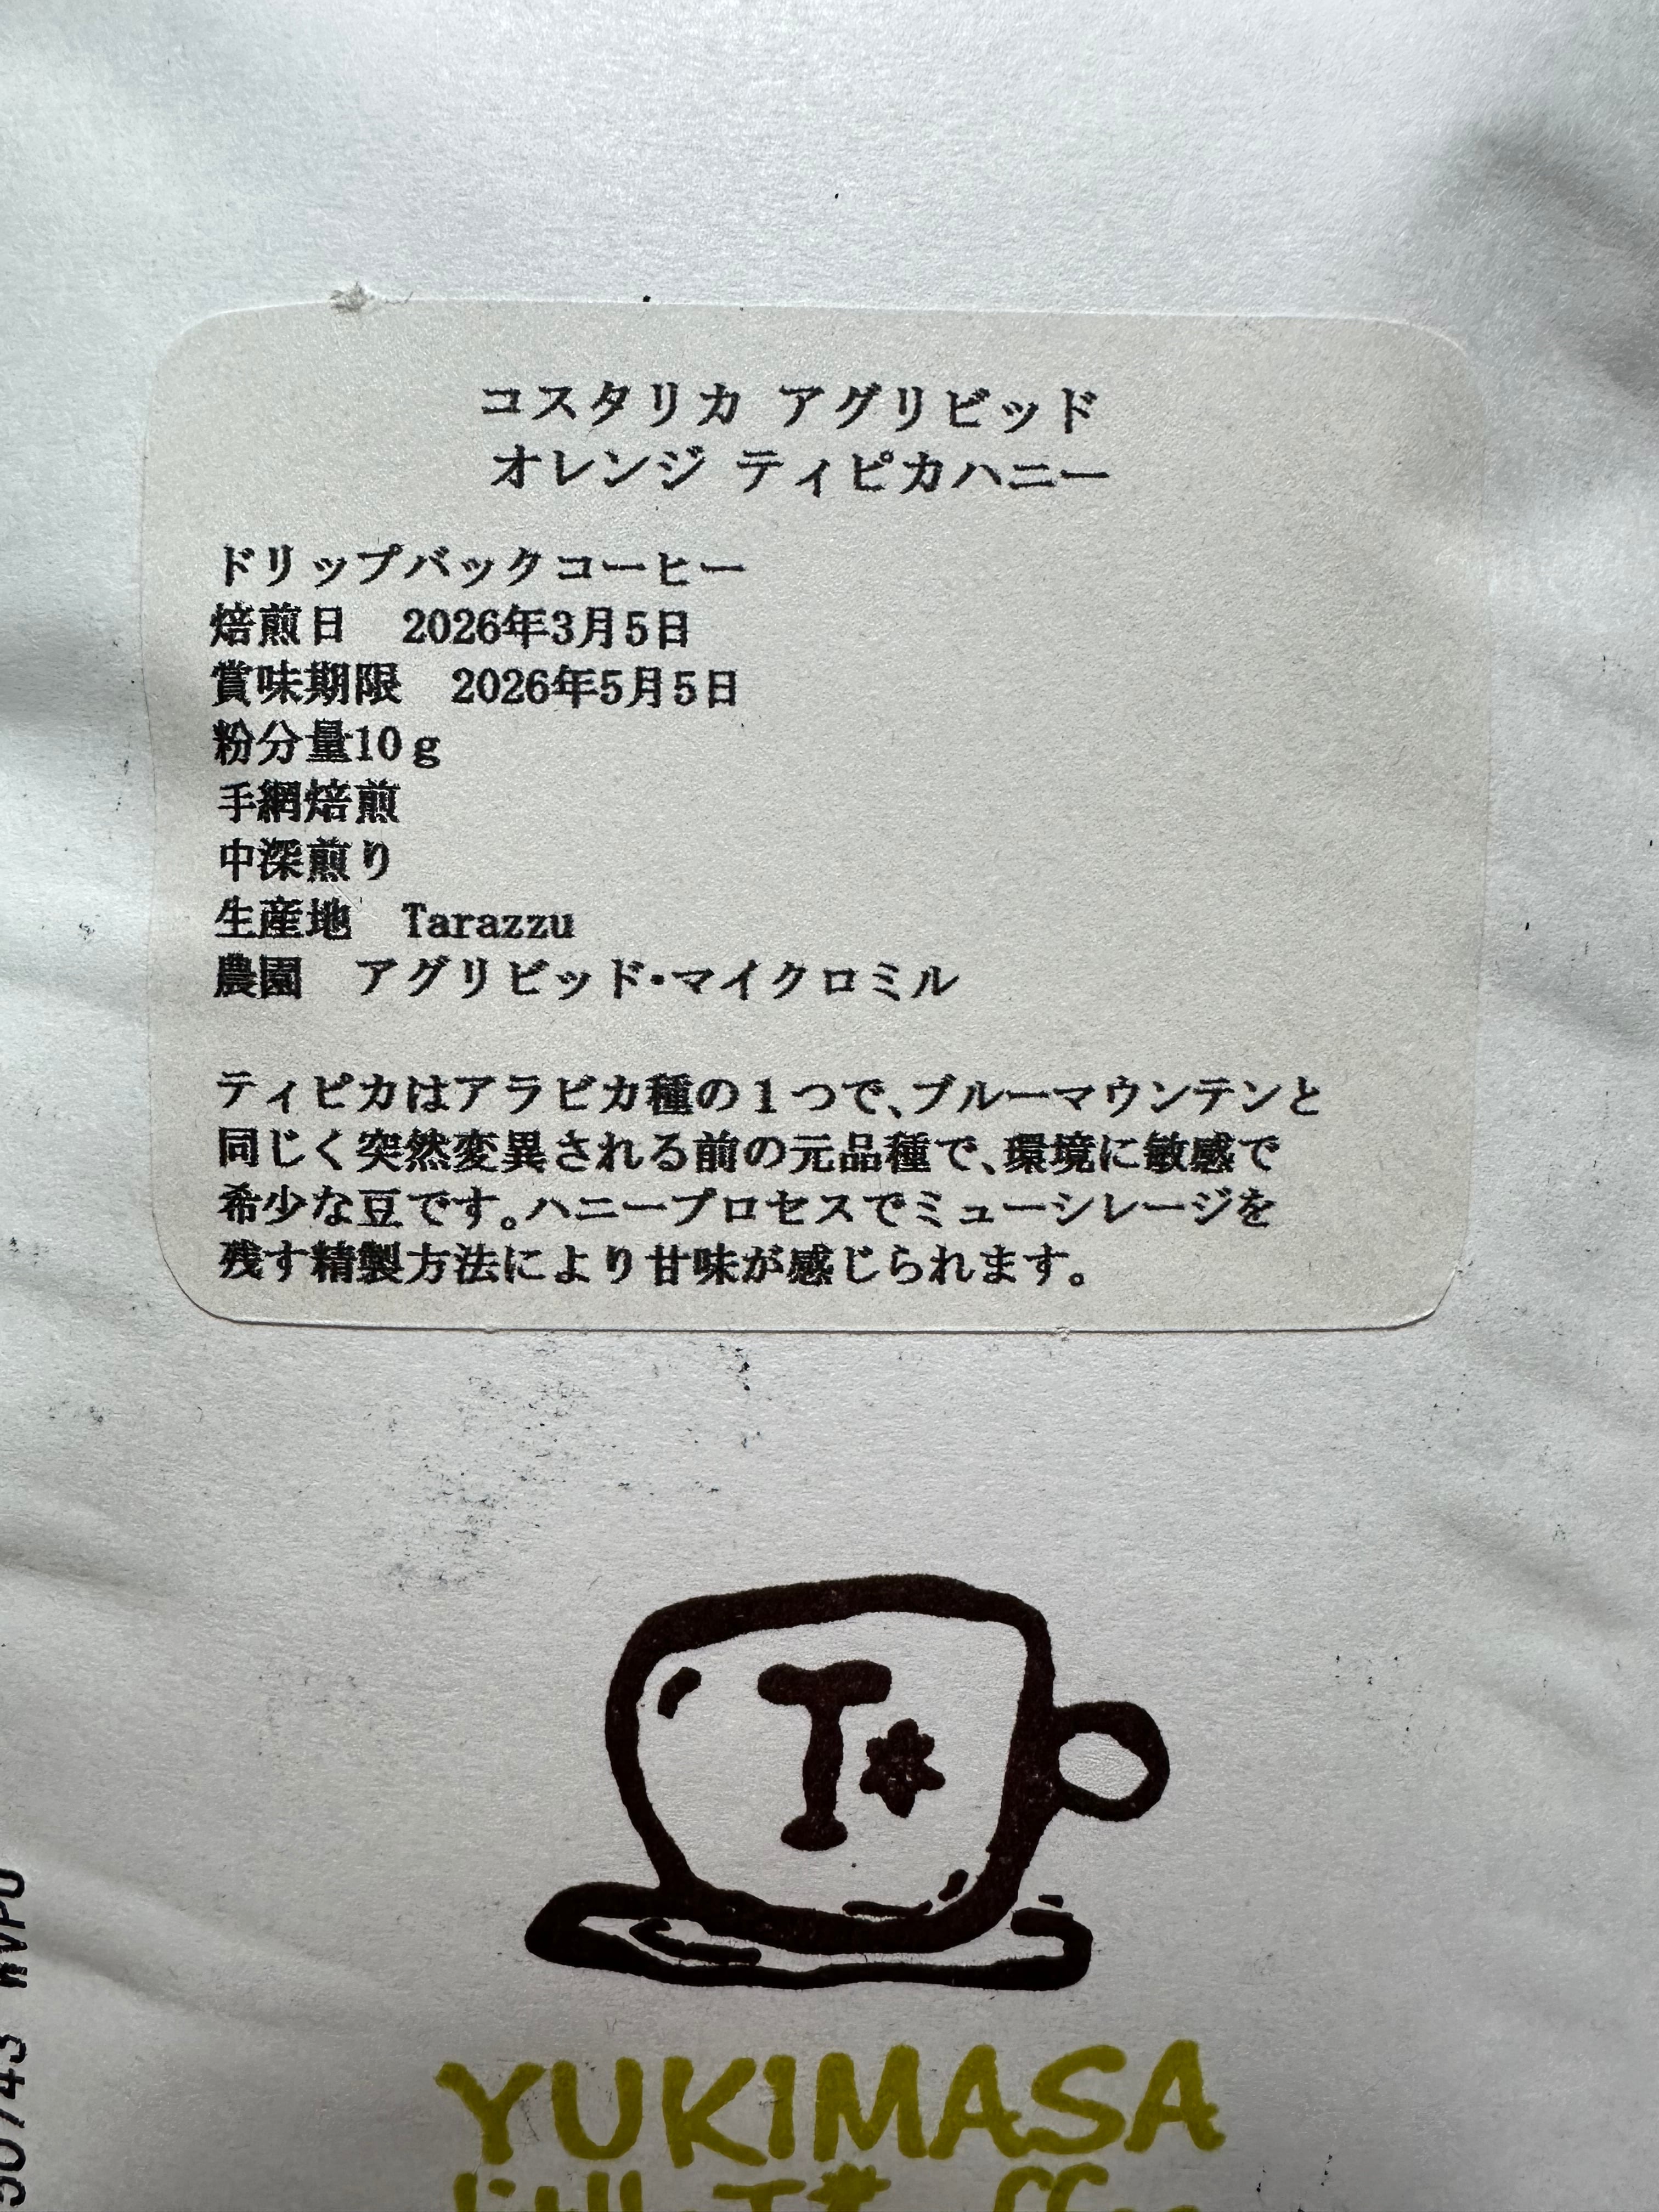 コスタリカ アグリビッド
オレンジ ティピカハニー
ドリップバックコーヒー
焙煎日　2026年3月5日
賞味期限　2026年5月5日
粉分量10ｇ
手網焙煎
中深煎り
生産地　Tarazzu
農園　アグリビッド・マイクロミル
ティピカはアラビカ種の１つで、ブルーマウンテンと
同じく突然変異される前の元品種で、環境に敏感で
希少な豆です。ハニープロセスでミューシレージを
残す精製方法により甘味が感じられます。
T
YUKIMASA